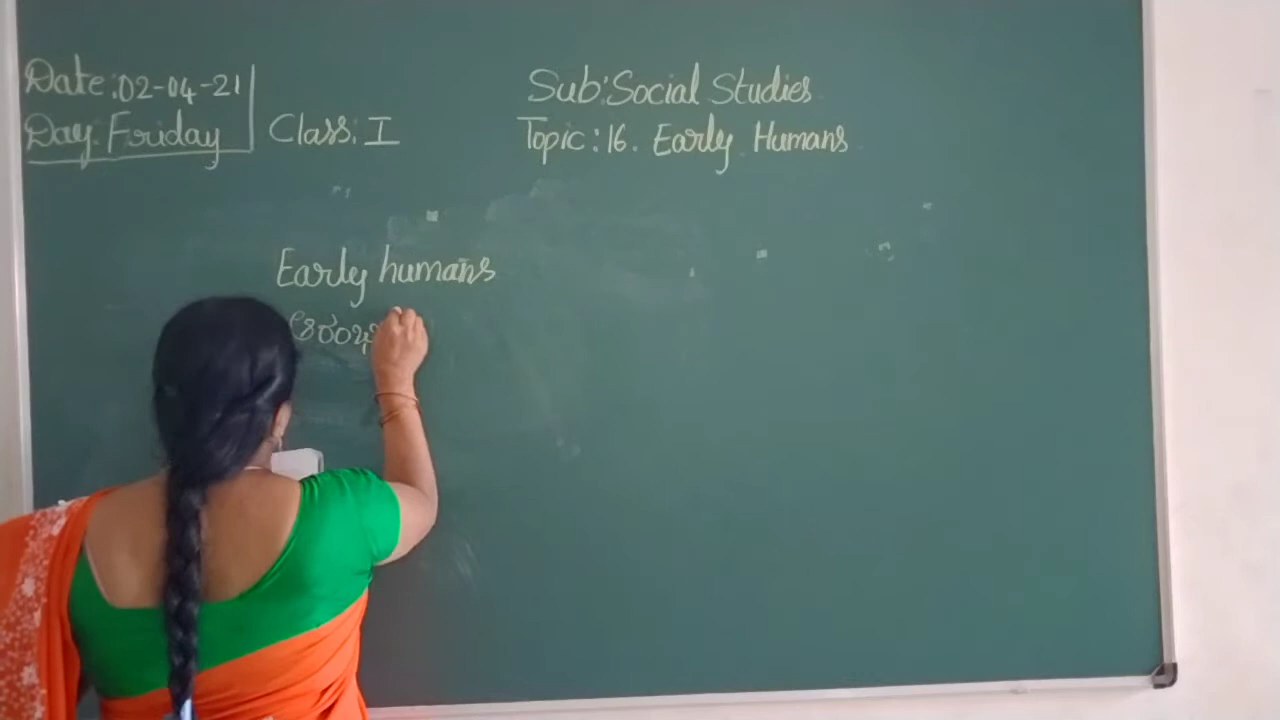 Date:02-04-21
Day: Friday
Class: I
Sub:Social Studies
Topic:16. Early Humans
Early humans